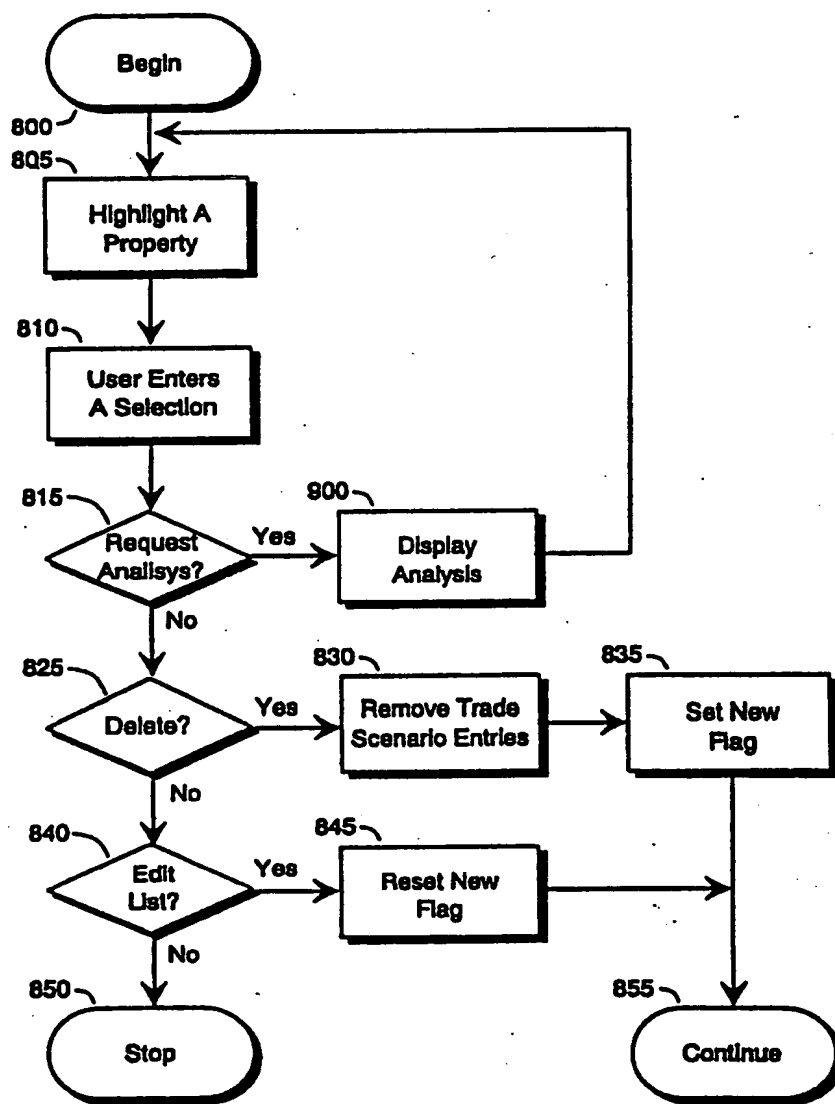 Begin
800
805
Highlight A
Property
810
User Enters
A Selection
815
Request
Analisys?
Yes
900
Display
Analysis
No
825
Delete?
Yes
830
Remove Trade
Scenario Entries
835
Set New
Flag
No
840
Edit
List?
Yes
845
Reset New
Flag
No
850
Stop
855
Continue